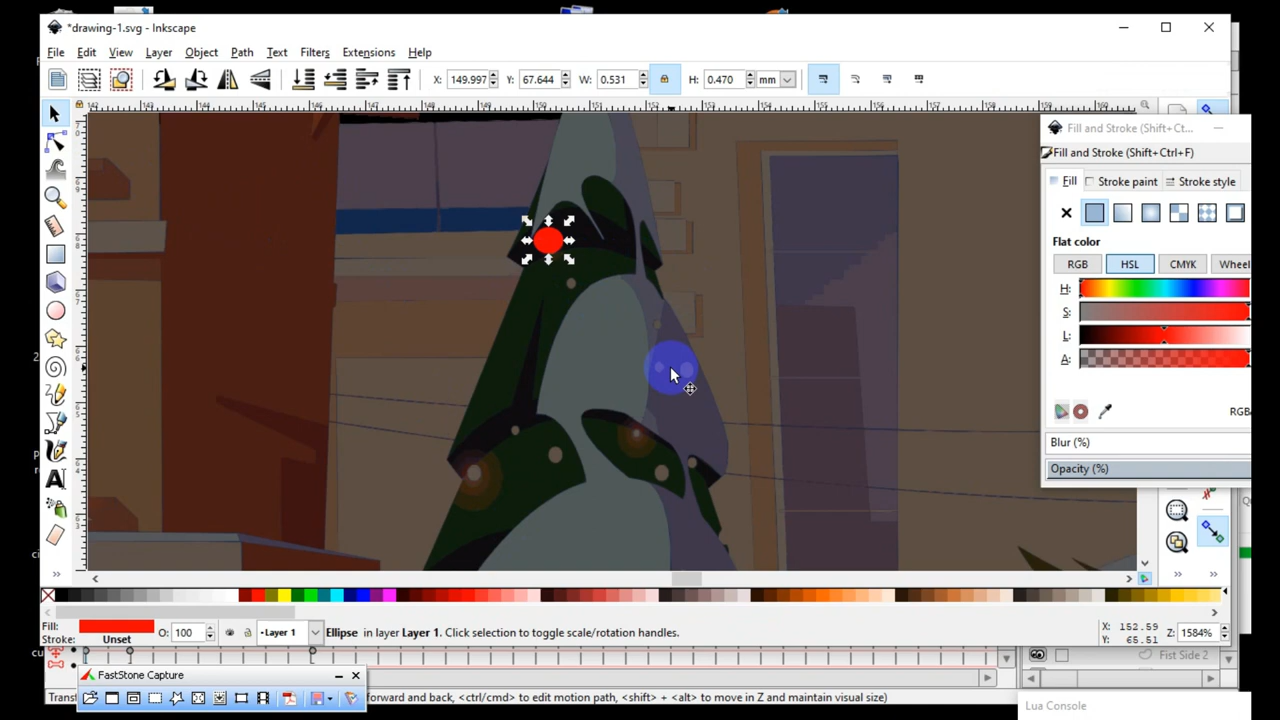 *drawing-1.svg - Inkscape
File Edit View Layer Object Path Text Filters Extensions Help
X: 149.997 Y: 67.644 W: 0.531 H: 0.470 mm
Fill and Stroke (Shift+Ct...
Fill and Stroke (Shift+Ctrl+F)
Fill Stroke paint Stroke style
Flat color
RGB HSL CMYK Wheel
H:
S:
L:
A:
RGB
Blur (%)
Opacity (%)
Fill:
Stroke: Unset
O: 100
Layer 1
Ellipse in layer Layer 1. Click selection to toggle scale/rotation handles.
X: 152.59
Y: 65.51
Z: 1584%
FastStone Capture
Fist Side 2
Trans
forward and back, <ctrl/cmd> to edit motion path, <shift> + <alt> to move in Z and maintain visual size)
Lua Console